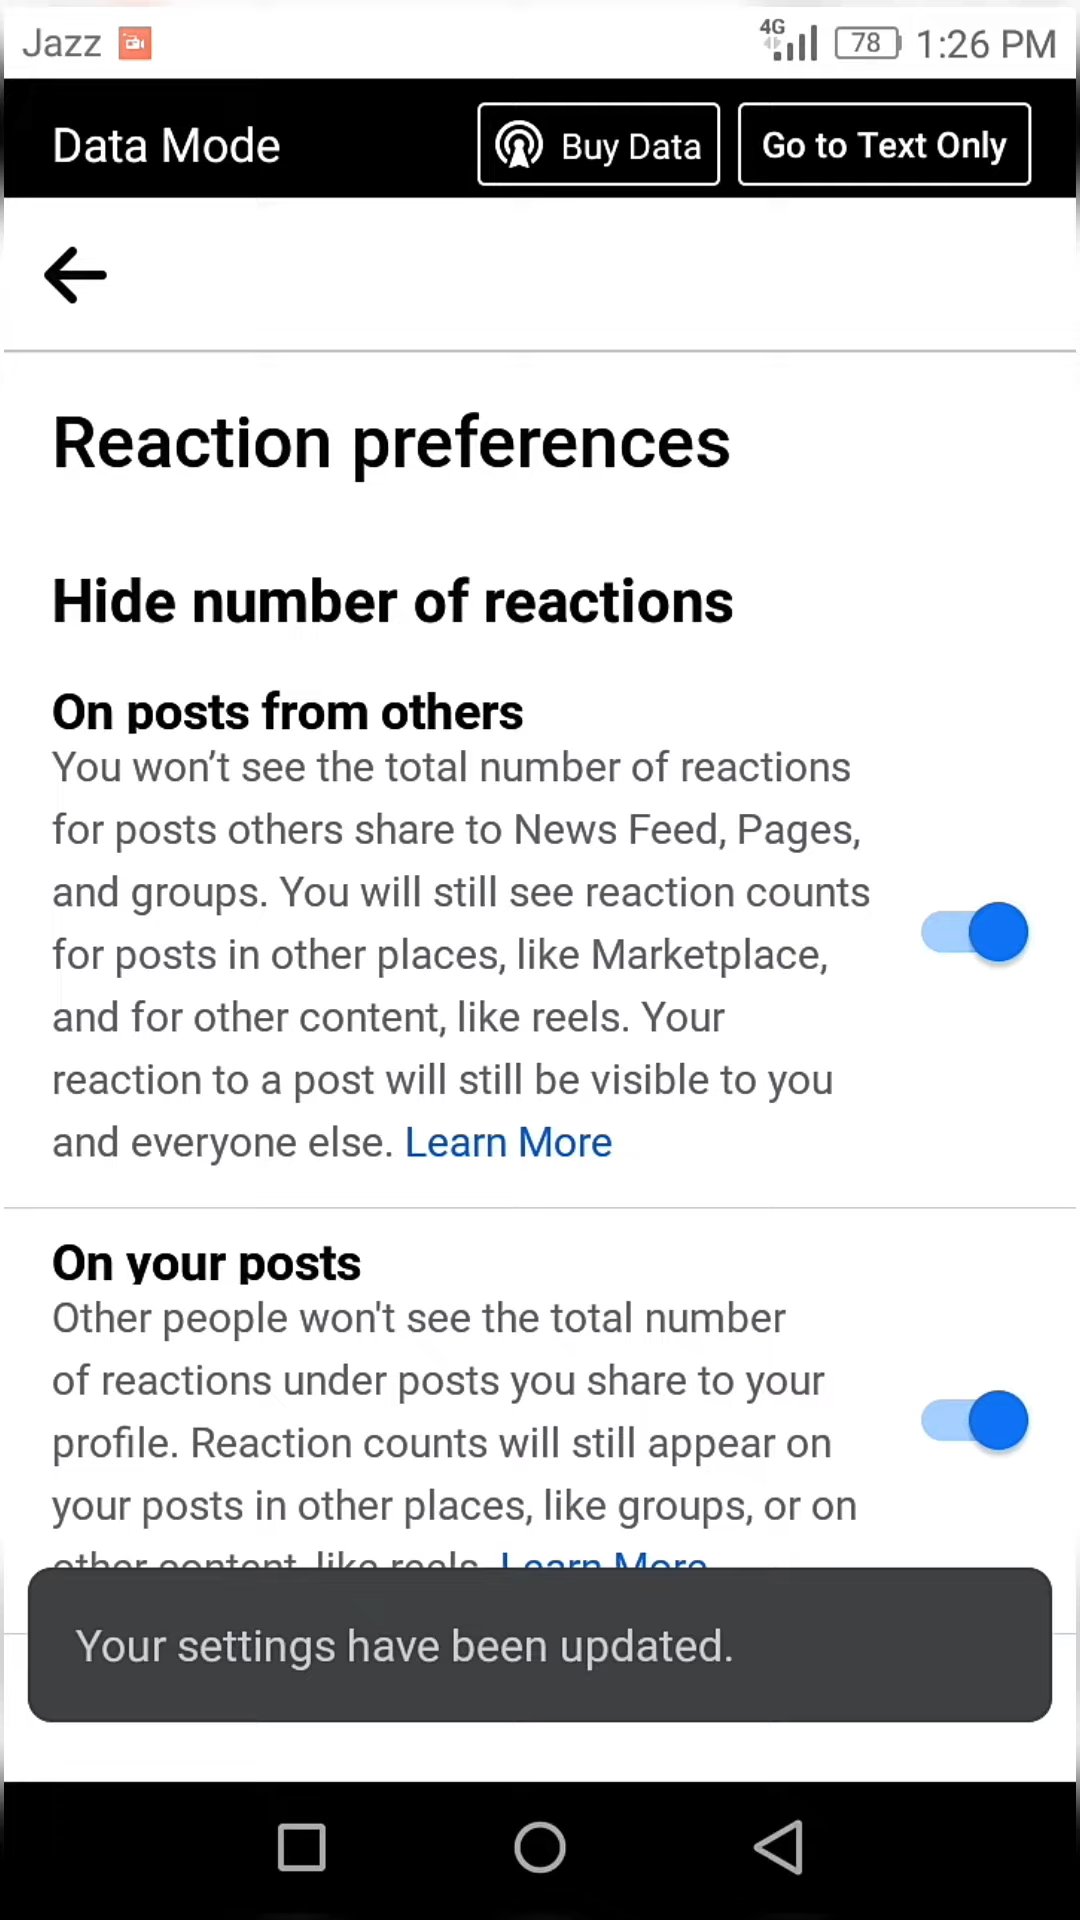 Jazz 4G 78 1:26 PM
Data Mode Buy Data Go to Text Only
Reaction preferences
Hide number of reactions
On posts from others
You won’t see the total number of reactions
for posts others share to News Feed, Pages,
and groups. You will still see reaction counts
for posts in other places, like Marketplace,
and for other content, like reels. Your
reaction to a post will still be visible to you
and everyone else. Learn More
On your posts
Other people won't see the total number
of reactions under posts you share to your
profile. Reaction counts will still appear on
your posts in other places, like groups, or on
other content, like reels. Learn More
Your settings have been updated.